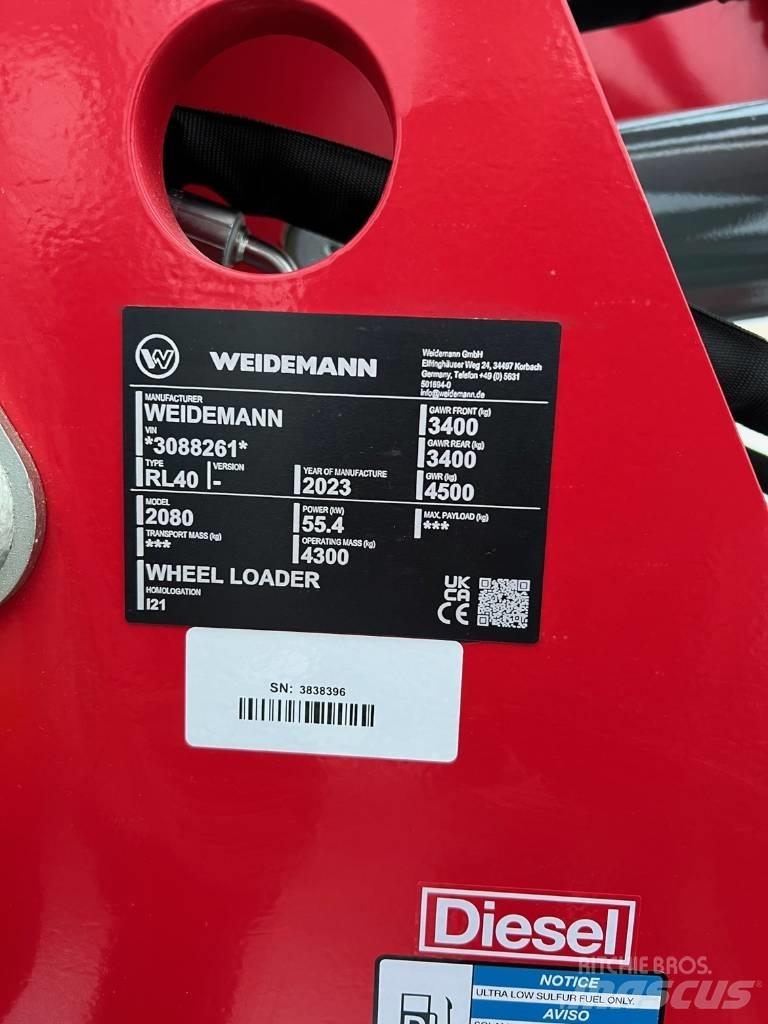 WEIDEMANN
Weidemann GmbH
Elfringhäuser Weg 24, 34497 Korbach
Germany, Telefon +49 (0) 5631
501694-0
info@weidemann.de
MANUFACTURER
WEIDEMANN
VIN
*3088261*
TYPE
RL40
VERSION
-
YEAR OF MANUFACTURE
2023
GAWR FRONT (kg)
3400
GAWR REAR (kg)
3400
GWR (kg)
4500
MODEL
2080
POWER (kW)
55.4
MAX. PAYLOAD (kg)
***
TRANSPORT MASS (kg)
***
OPERATING MASS (kg)
4300
WHEEL LOADER
HOMOLOGATION
I21
UK
CA
CE
SN: 3838396
Diesel
NOTICE
ULTRA LOW SULFUR FUEL ONLY.
AVISO
RITCHIE BROS.
mascus